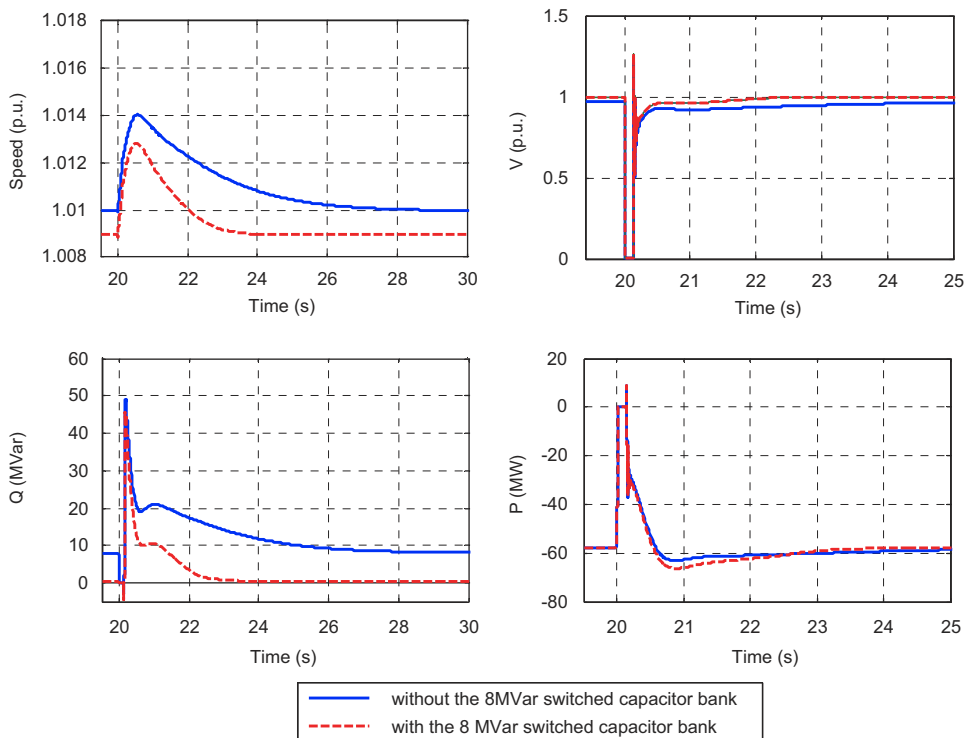 1.018
1.016
1.014
1.012
1.01
1.008
Speed (p.u.)
20 22 24 26 28 30
Time (s)
1.5
1
0.5
0
V (p.u.)
20 21 22 23 24 25
Time (s)
60
50
40
30
20
10
0
Q (MVar)
20 22 24 26 28 30
Time (s)
20
0
-20
-40
-60
-80
P (MW)
20 21 22 23 24 25
Time (s)
without the 8MVar switched capacitor bank
with the 8 MVar switched capacitor bank